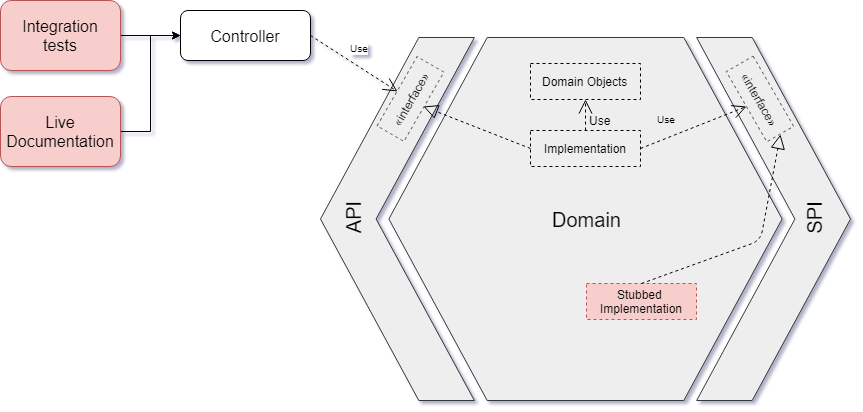 Integration
tests
Controller
Live
Documentation
Use
«interface»
API
Domain Objects
Use
Implementation
Use
Domain
Stubbed
Implementation
«interface»
SPI